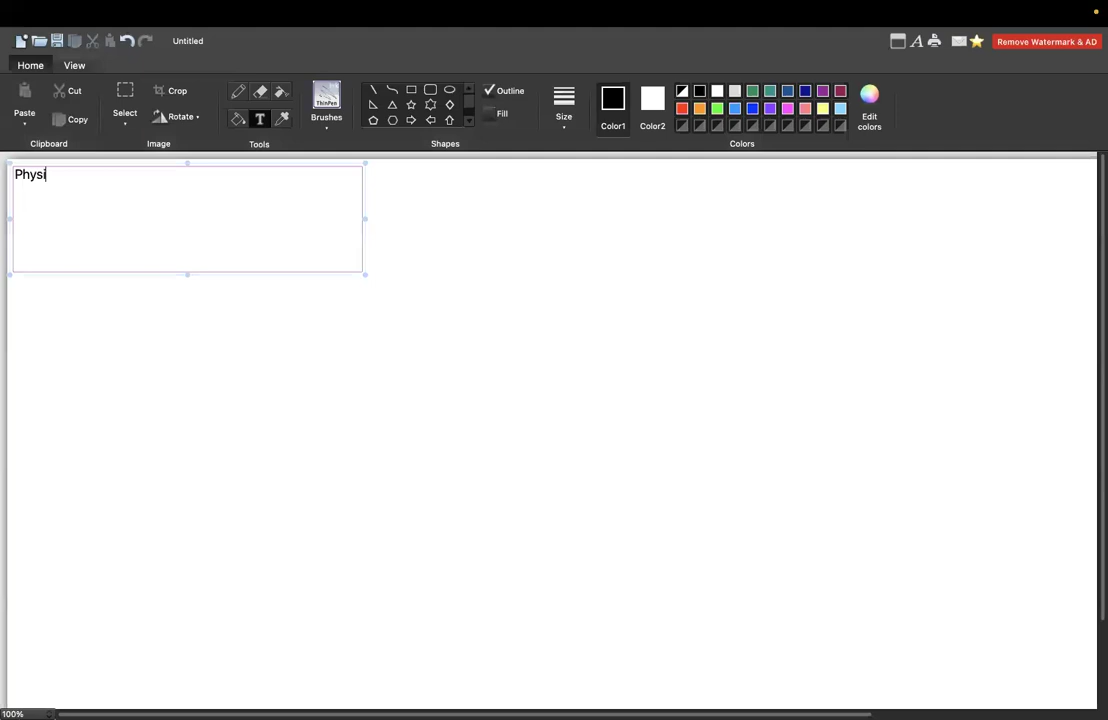 Untitled
Remove Watermark & AD
Home View
Paste Cut Copy Clipboard
Select Crop Rotate Image
T Tools
ThinPen Brushes
Outline Fill Shapes
Size
Color1 Color2 Colors
Edit colors
Physi
100%